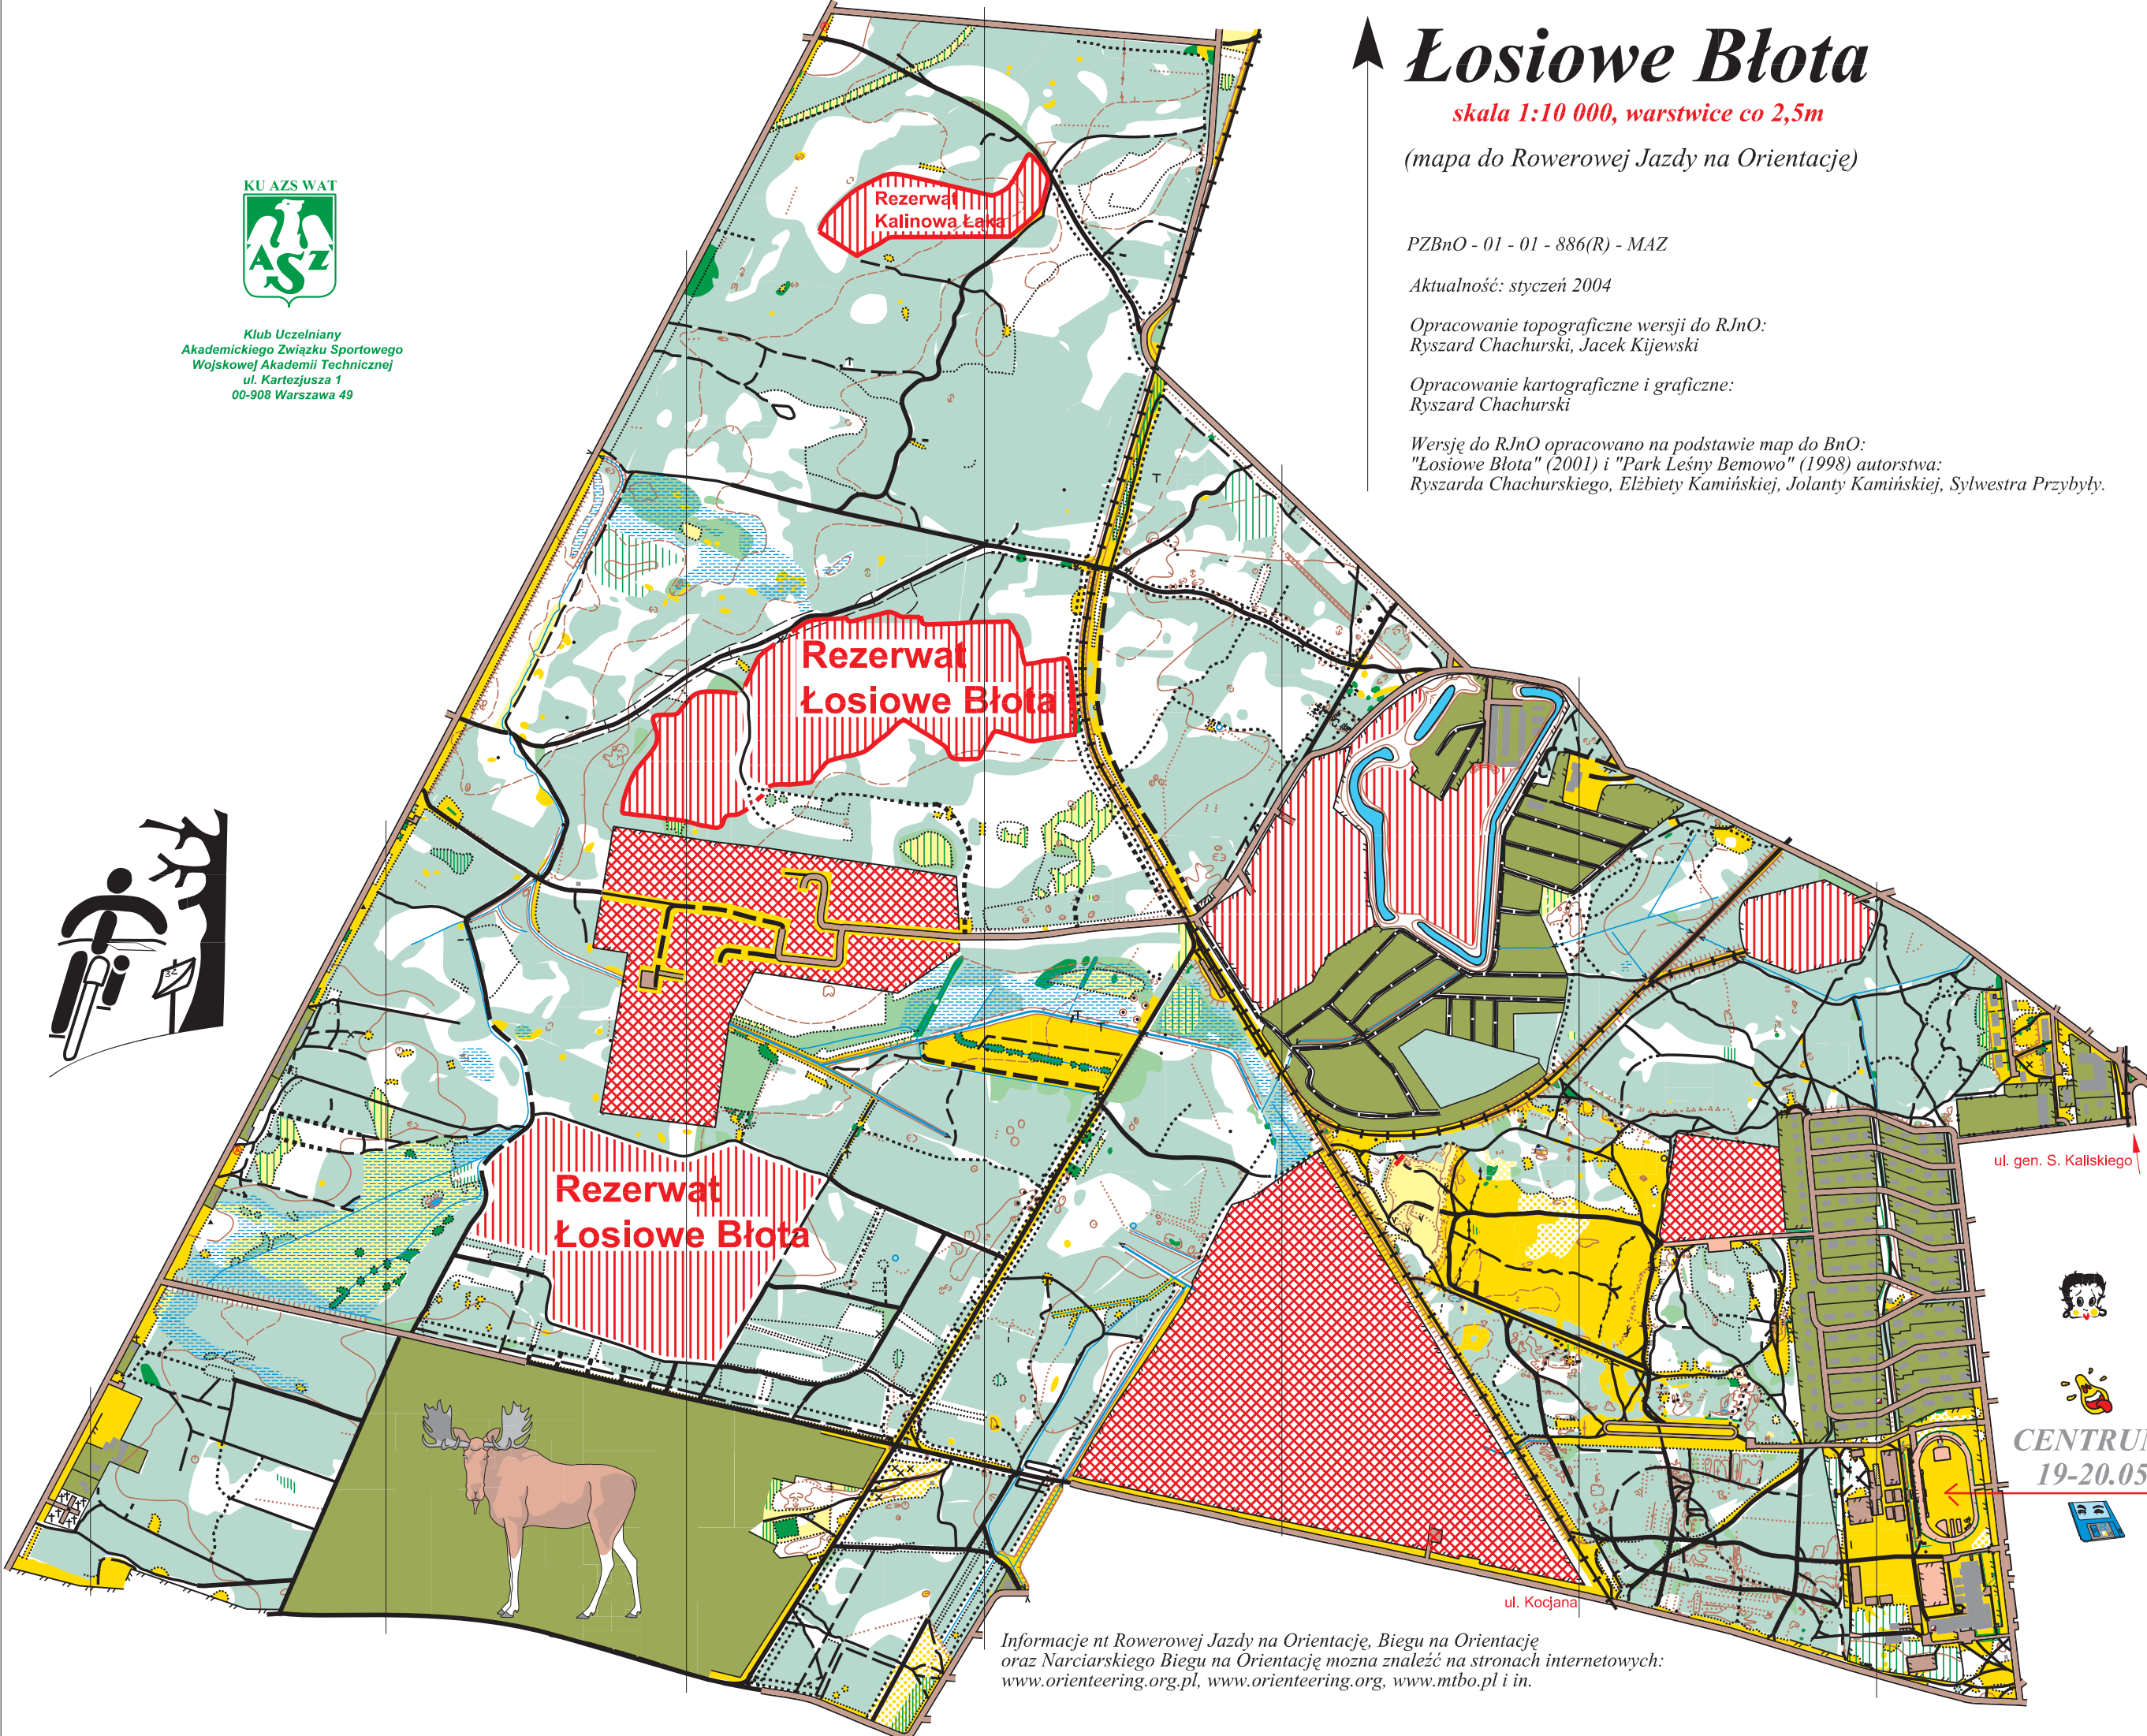 Łosiowe Błota
skala 1:10 000, warstwice co 2,5m
(mapa do Rowerowej Jazdy na Orientację)
PZBnO - 01 - 01 - 886(R) - MAZ
Aktualność: styczeń 2004
Opracowanie topograficzne wersji do RJnO:
Ryszard Chachurski, Jacek Kijewski
Opracowanie kartograficzne i graficzne:
Ryszard Chachurski
Wersję do RJnO opracowano na podstawie map do BnO:
"Łosiowe Błota" (2001) i "Park Leśny Bemowo" (1998) autorstwa:
Ryszarda Chachurskiego, Elżbiety Kamińskiej, Jolanty Kamińskiej, Sylwestra Przybyły.
KU AZS WAT
ASZ
Klub Uczelniany
Akademickiego Związku Sportowego
Wojskowej Akademii Technicznej
ul. Kartezjusza 1
00-908 Warszawa 49
Rezerwat
Kalinowa Łąka
Rezerwat
Łosiowe Błota
32
Rezerwat
Łosiowe Błota
ul. gen. S. Kaliskiego
CENTRU
19-20.05
ul. Kocjana
Informacje nt Rowerowej Jazdy na Orientację, Biegu na Orientację
oraz Narciarskiego Biegu na Orientację mozna znaleźć na stronach internetowych:
www.orienteering.org.pl, www.orienteering.org, www.mtbo.pl i in.